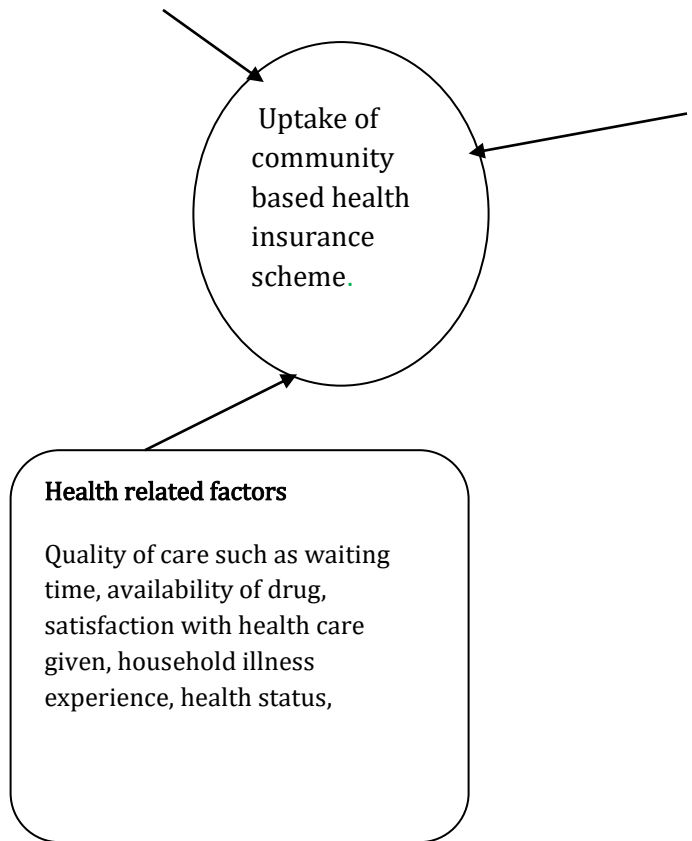 Uptake of
community
based health
insurance
scheme.
Health related factors
Quality of care such as waiting
time, availability of drug,
satisfaction with health care
given, household illness
experience, health status,